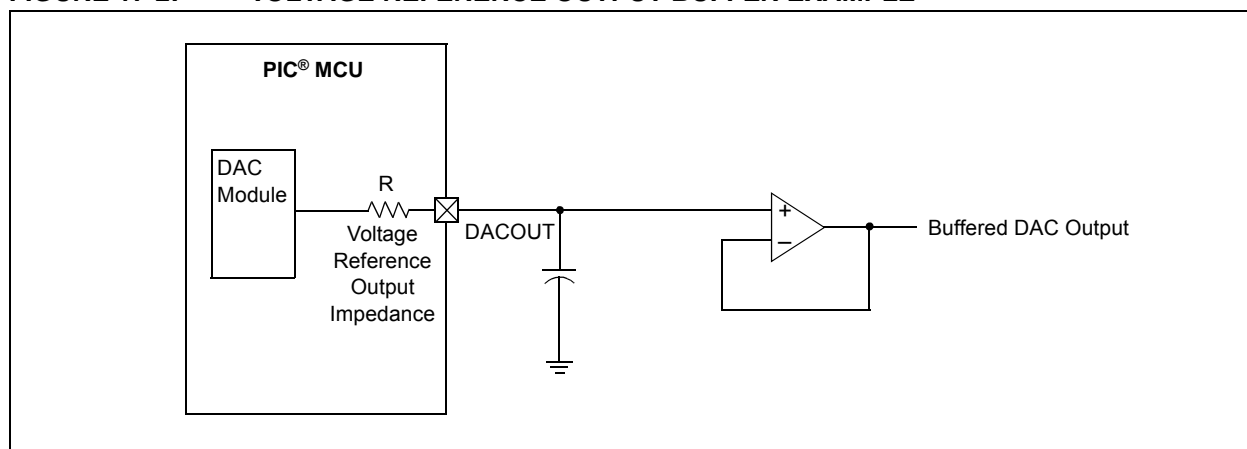 PIC® MCU
DAC
Module
R
Voltage
Reference
Output
Impedance
DACOUT
+
–
Buffered DAC Output